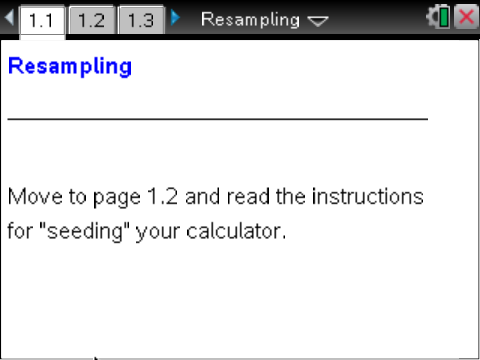 1.1 1.2 1.3 Resampling
Resampling
Move to page 1.2 and read the instructions
for "seeding" your calculator.